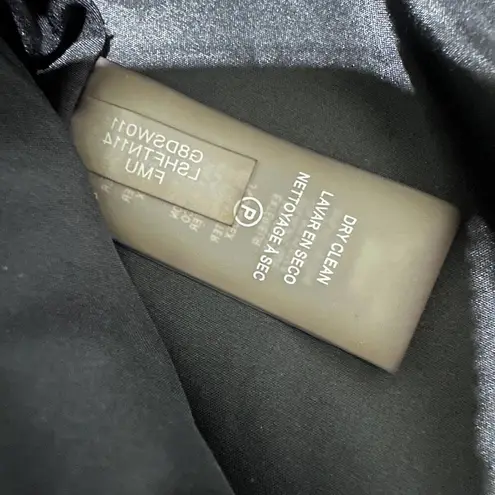 G8DSW011
LSHFTN114
FMU
P
DRY CLEAN
LAVAR EN SECO
NETTOYAGE À SEC